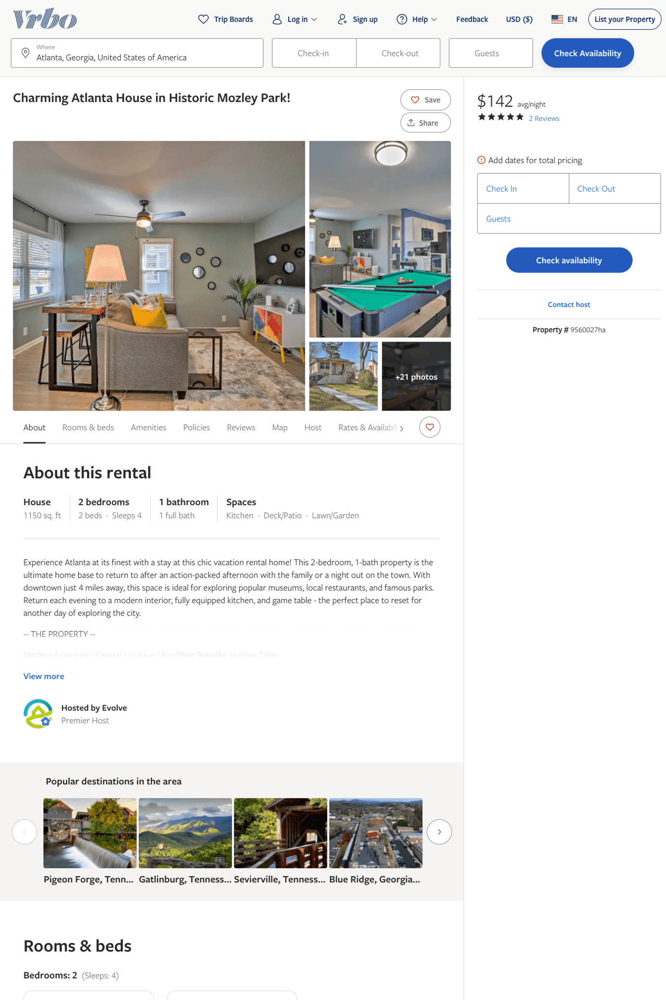 Vrbo
Trip Boards
Log in
Sign up
Help
Feedback
USD ($)
EN
List your Property
Where
Atlanta, Georgia, United States of America
Check-in
Check-out
Guests
Check Availability
Charming Atlanta House in Historic Mozley Park!
Save
Share
$142 avg/night
2 Reviews
Add dates for total pricing
Check In
Check Out
Guests
Check availability
Contact host
Property # 9560027ha
+21 photos
About
Rooms & beds
Amenities
Policies
Reviews
Map
Host
Rates & Availabili
About this rental
House
1150 sq. ft
2 bedrooms
2 beds · Sleeps 4
1 bathroom
1 full bath
Spaces
Kitchen · Deck/Patio · Lawn/Garden
Experience Atlanta at its finest with a stay at this chic vacation rental home! This 2-bedroom, 1-bath property is the
ultimate home base to return to after an action-packed afternoon with the family or a night out on the town. With
downtown just 4 miles away, this space is ideal for exploring popular museums, local restaurants, and famous parks.
Return each evening to a modern interior, fully equipped kitchen, and game table - the perfect place to reset for
another day of exploring the city.
-- THE PROPERTY --
Modern Amenities | Central Location | Pool/Ping Pong/Air Hockey Table
View more
Hosted by Evolve
Premier Host
Popular destinations in the area
Pigeon Forge, Tenn...
Gatlinburg, Tenness...
Sevierville, Tenness...
Blue Ridge, Georgia...
Rooms & beds
Bedrooms: 2 (Sleeps: 4)